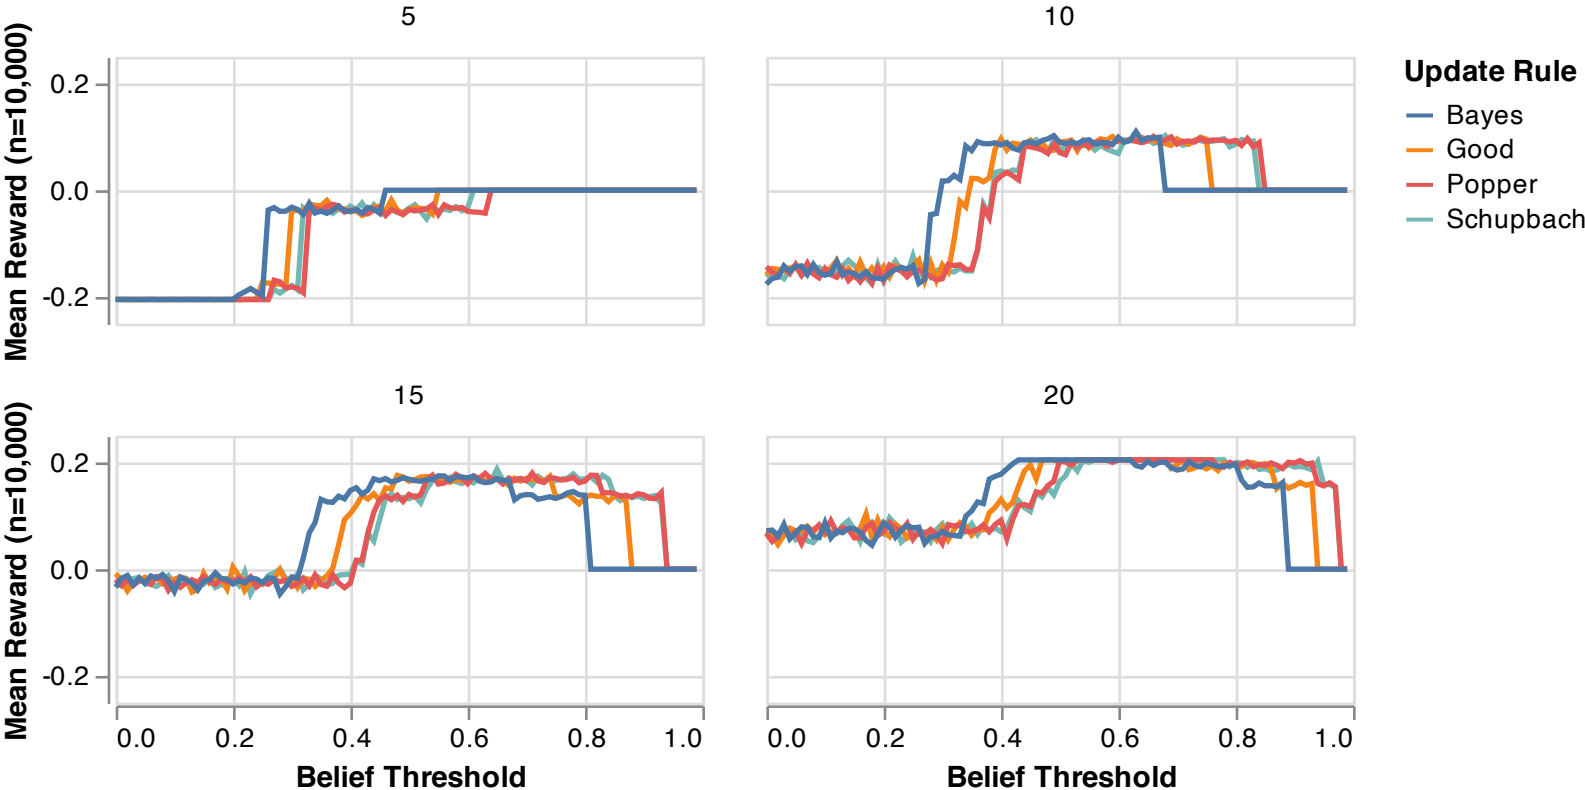 5
10
Mean Reward (n=10,000)
0.2
0.0
-0.2
Update Rule
Bayes
Good
Popper
Schupbach
15
20
Mean Reward (n=10,000)
0.2
0.0
-0.2
0.0 0.2 0.4 0.6 0.8 1.0
0.0 0.2 0.4 0.6 0.8 1.0
Belief Threshold
Belief Threshold